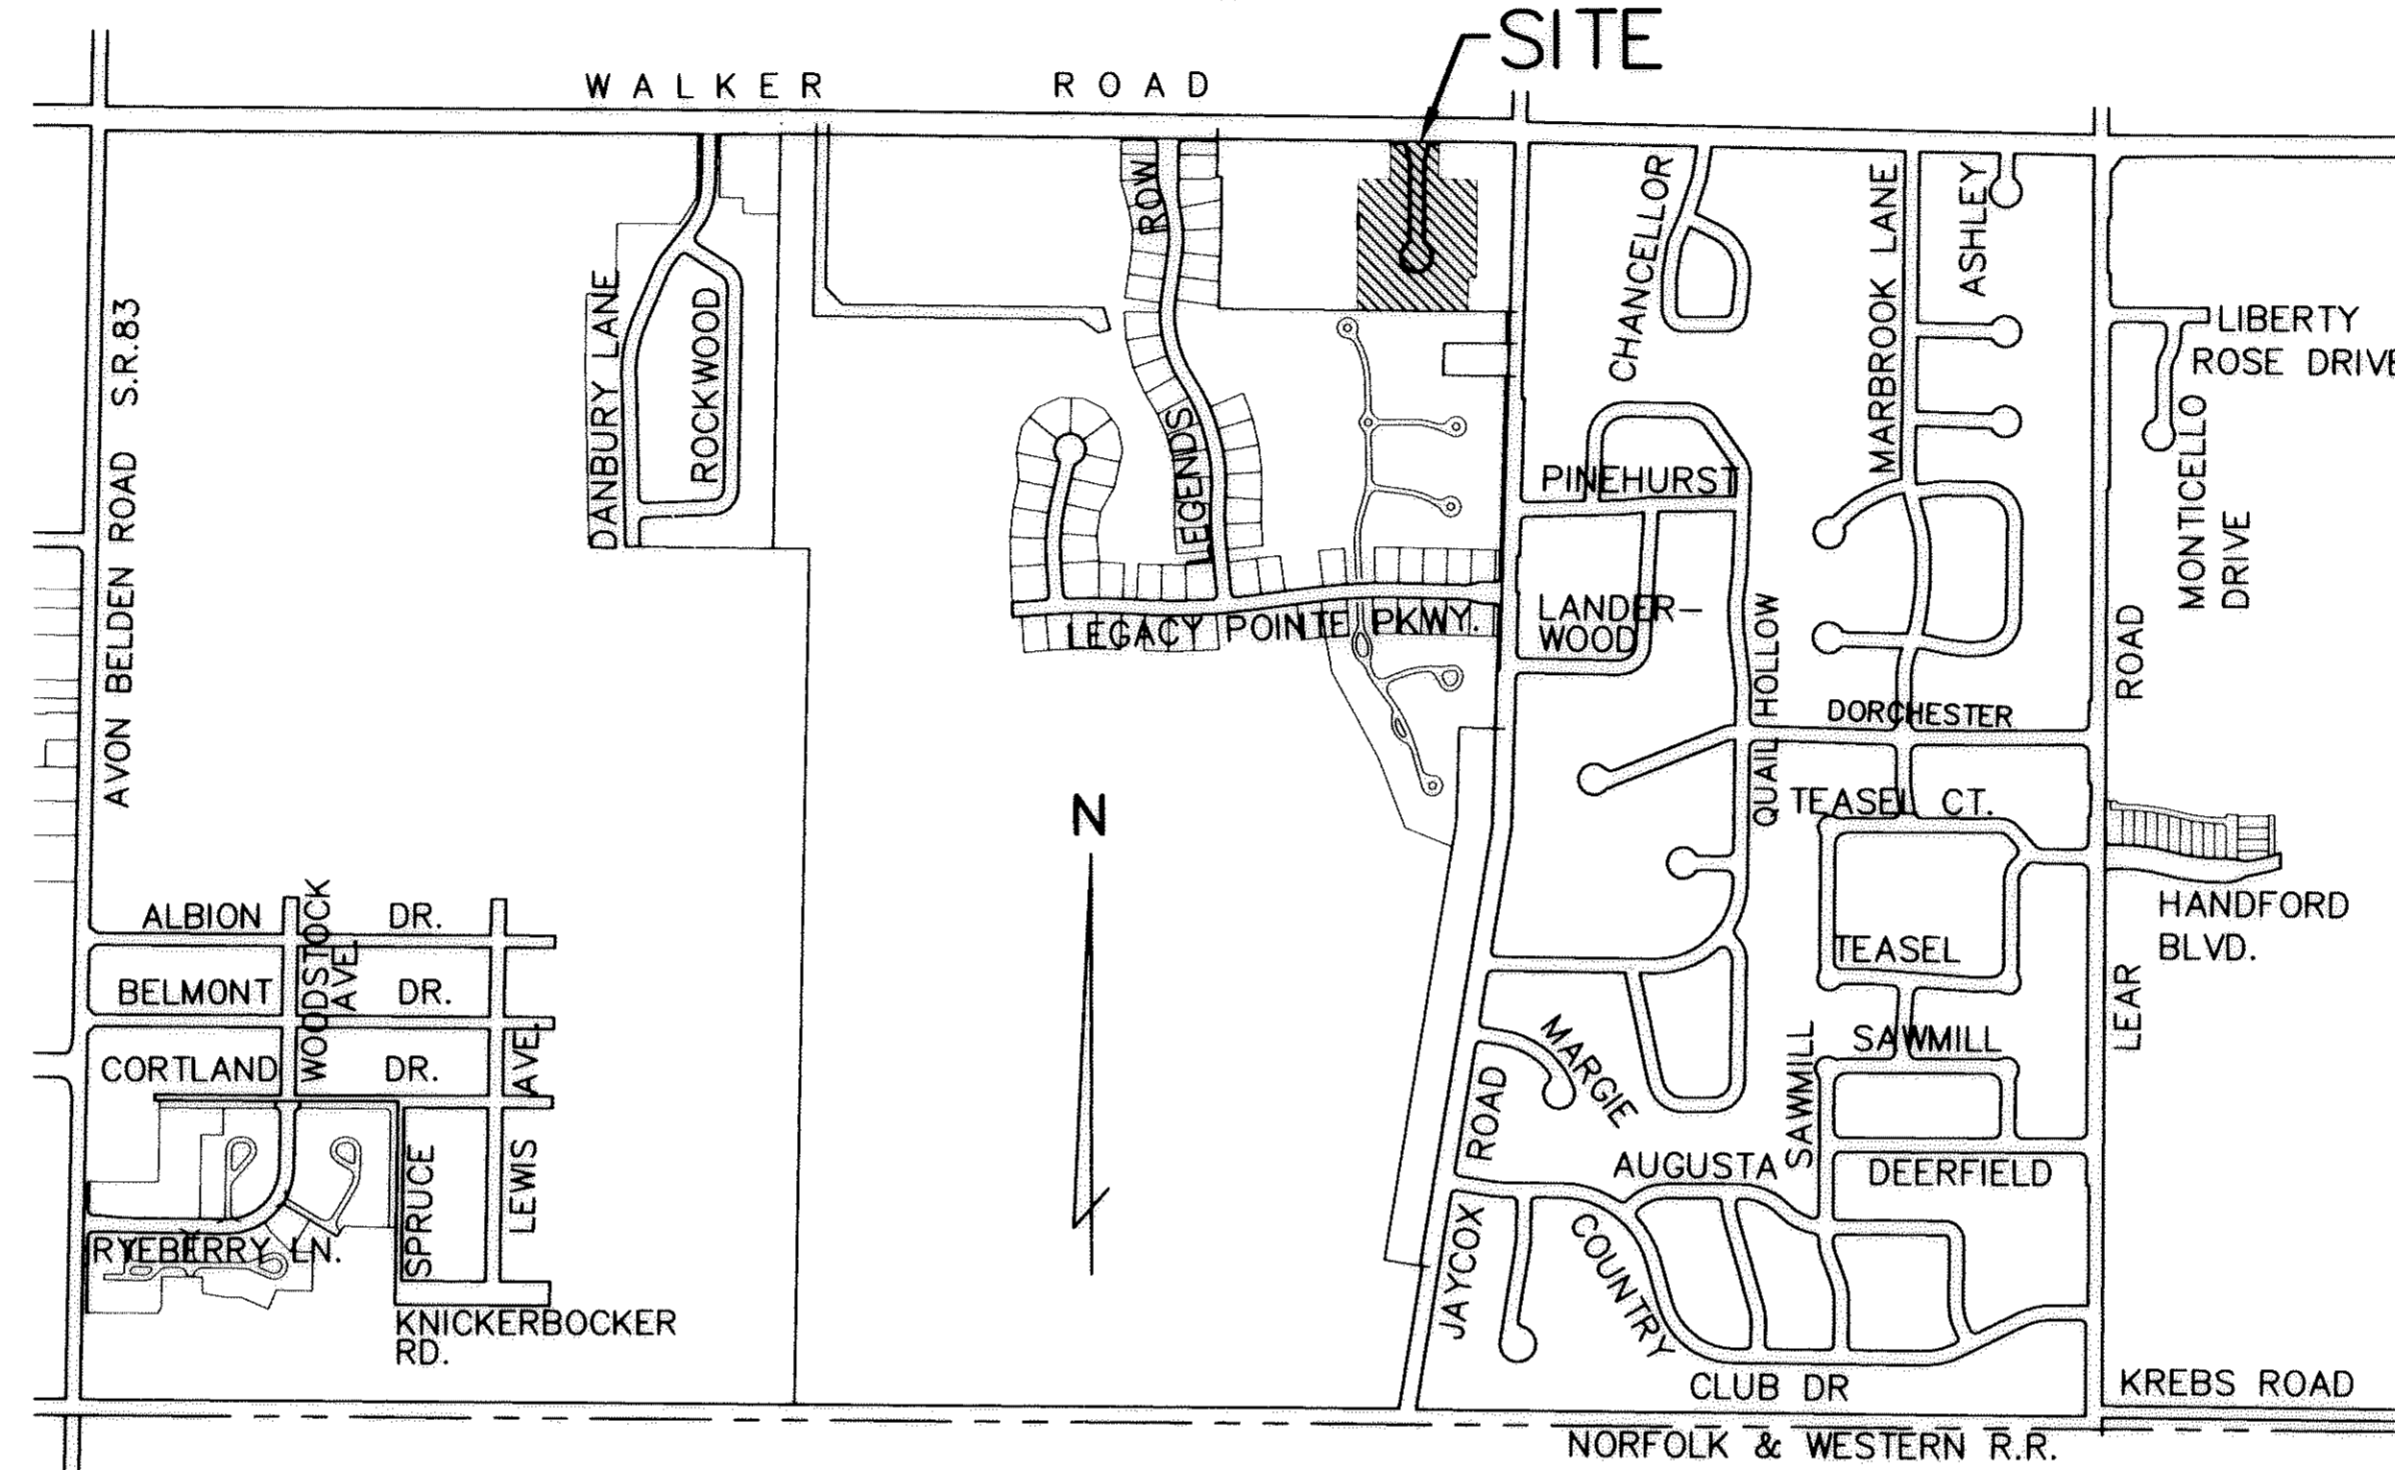 SITE
WALKER ROAD
ROW
CHANCELLOR
MARBROOK LANE
ASHLEY
DANBURY LANE
ROCKWOOD
AVON BELDEN ROAD S.R.83
LIBERTY
ROSE DRIVE
MONTICELLO
DRIVE
LEGENDS
PINEHURST
LANDER-
WOOD
LEGACY POINTE PKWY.
QUAIL HOLLOW
DORCHESTER
ROAD
LEAR
TEASEL CT.
N
HANDFORD
BLVD.
TEASEL
ALBION DR.
WOODSTOCK
AVE.
BELMONT DR.
CORTLAND DR.
LEWIS AVE.
SPRUCE
RYEBERRY LN.
KNICKERBOCKER
RD.
MARGIE
SAWMILL
SAWMILL
JAYCOX ROAD
AUGUSTA
DEERFIELD
COUNTRY
CLUB DR
KREBS ROAD
NORFOLK & WESTERN R.R.